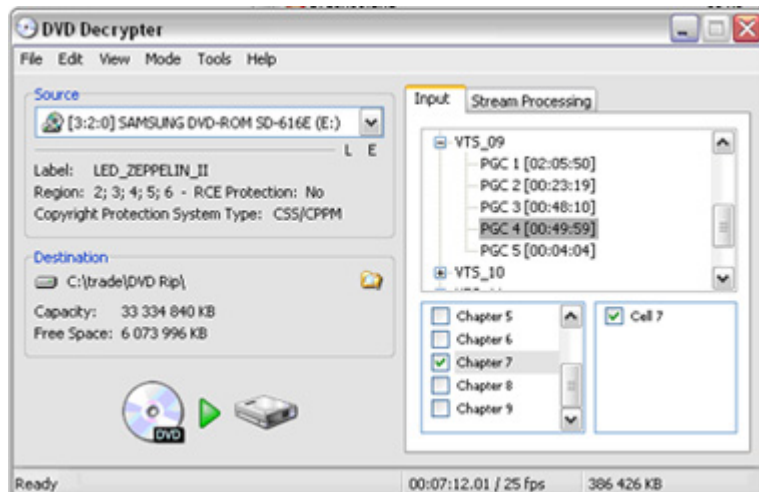 DVD Decrypter
File Edit View Mode Tools Help
Source
[3:2:0] SAMSUNG DVD-ROM SD-616E (E:)
L E
Label: LED_ZEPPELIN_II
Region: 2; 3; 4; 5; 6 - RCE Protection: No
Copyright Protection System Type: CSS/CPPM
Destination
C:\trade\DVD Rip\
Capacity: 33 334 840 KB
Free Space: 6 073 996 KB
DVD
Input Stream Processing
VTS_09
PGC 1 [02:05:50]
PGC 2 [00:23:19]
PGC 3 [00:48:10]
PGC 4 [00:49:59]
PGC 5 [00:04:04]
VTS_10
Chapter 5
Chapter 6
Chapter 7
Chapter 8
Chapter 9
Cell 7
Ready
00:07:12.01 / 25 fps
386 426 KB